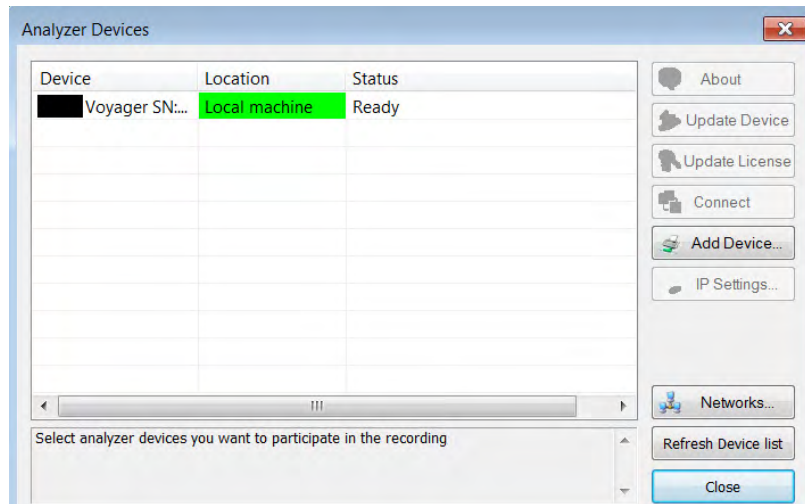 Analyzer Devices
Device Location Status
Voyager SN:... Local machine Ready
About
Update Device
Update License
Connect
Add Device...
IP Settings...
Networks...
Select analyzer devices you want to participate in the recording
Refresh Device list
Close